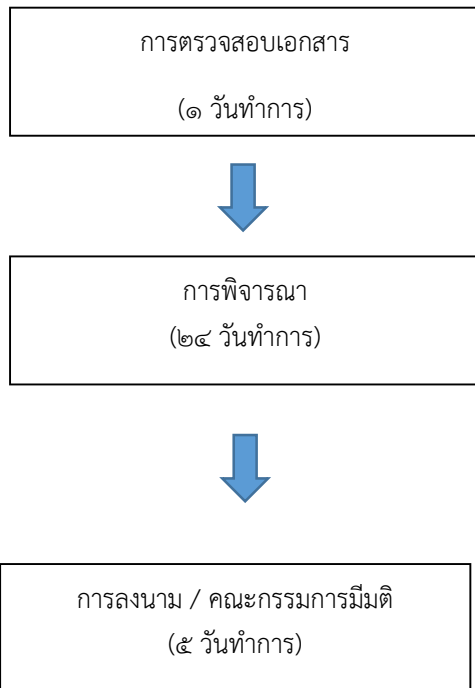 การตรวจสอบเอกสาร
(๑ วันทำการ)
การพิจารณา
(๒๔ วันทำการ)
การลงนาม / คณะกรรมการมีมติ
(๕ วันทำการ)